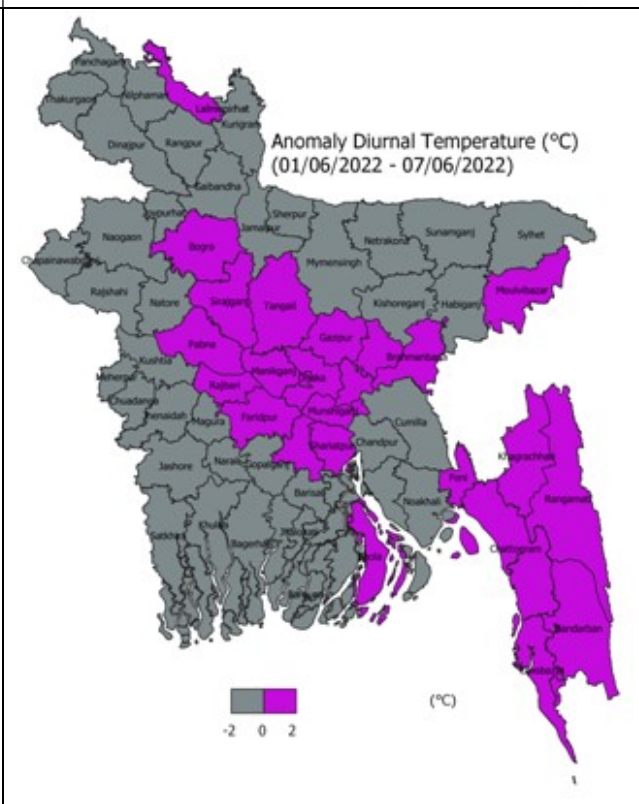 Panchagarh
Thakurgaon
Nilphamari
Lalmonirhat
Kurigram
Dinajpur
Rangpur
Anomaly Diurnal Temperature (°C)
(01/06/2022 - 07/06/2022)
Gaibandha
Joypurhat
Sherpur
Jamalpur
Naogaon
Bogra
Netrakona
Sunamganj
Sylhet
Mymensingh
Chapainawabganj
Rajshahi
Natore
Sirajganj
Tangail
Kishoreganj
Habiganj
Moulvibazar
Pabna
Gazipur
Kushtia
Meherpur
Manikganj
Dhaka
Rajbari
Chuadanga
Jhenaidah
Magura
Faridpur
Munshiganj
Shariatpur
Chandpur
Cumilla
Jashore
Narail
Gopalganj
Khagrachhari
Feni
Rangamati
Barisal
Noakhali
Satkhira
Khulna
Bagerhat
Bhola
Chattogram
Bandarban
(°C)
-2 0 2